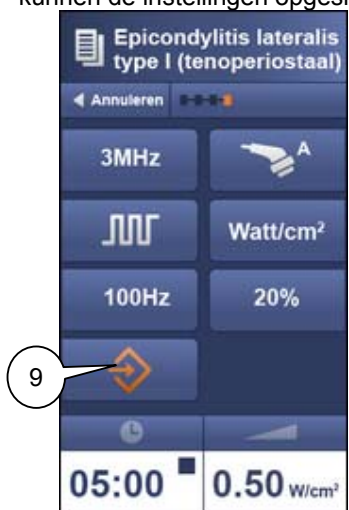 kunnen de instellingen opges
Epicondylitis lateralis
type I (tenoperiostaal)
Annuleren
3MHz
A
Watt/cm²
100Hz
20%
9
05:00
0.50 W/cm²